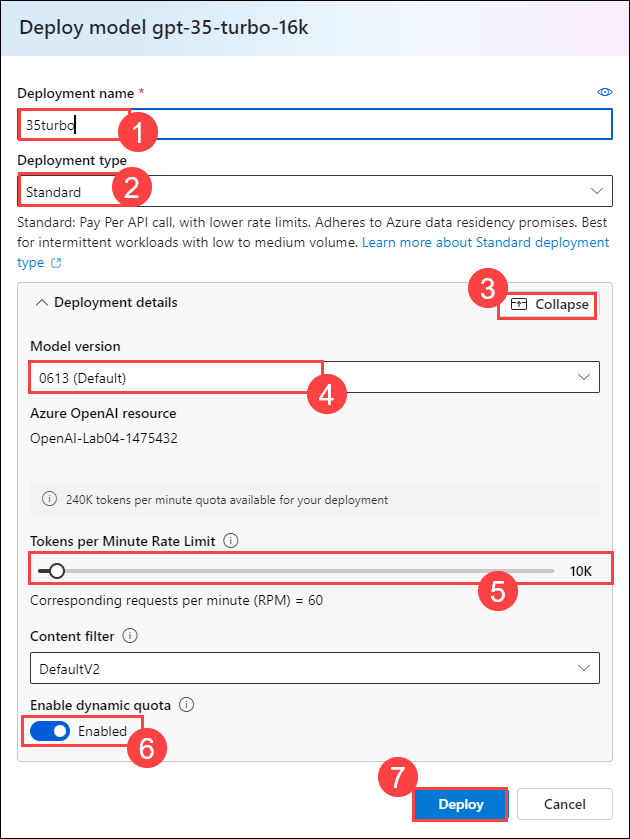 Deploy model gpt-35-turbo-16k
Deployment name *
35turbo
1
Deployment type
Standard
2
Standard: Pay Per API call, with lower rate limits. Adheres to Azure data residency promises. Best
for intermittent workloads with low to medium volume. Learn more about Standard deployment
type
3
Deployment details
Collapse
Model version
0613 (Default)
4
Azure OpenAI resource
OpenAI-Lab04-1475432
240K tokens per minute quota available for your deployment
Tokens per Minute Rate Limit
10K
5
Corresponding requests per minute (RPM) = 60
Content filter
DefaultV2
Enable dynamic quota
Enabled
6
7
Deploy
Cancel